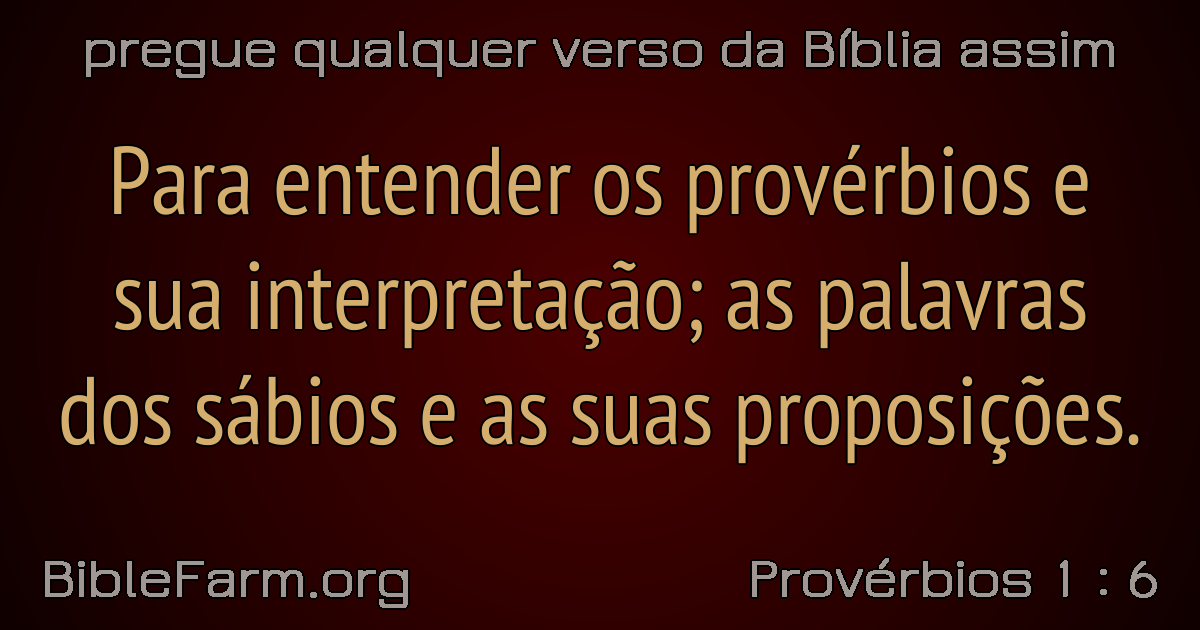 pregue qualquer verso da Bíblia assim
Para entender os provérbios e
sua interpretação; as palavras
dos sábios e as suas proposições.
BibleFarm.org
Provérbios 1 : 6